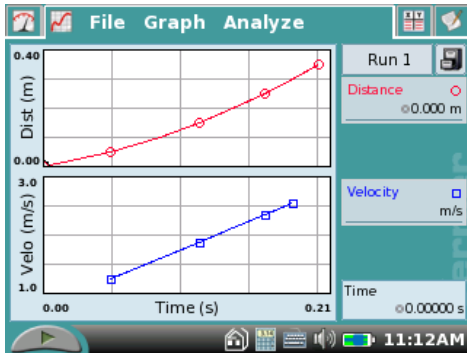 File Graph Analyze
0.40
Dist (m)
0.00
3.0
Velo (m/s)
1.0
0.00 Time (s) 0.21
Run 1
Distance
0.000 m
Velocity
m/s
Time
0.00000 s
11:12AM